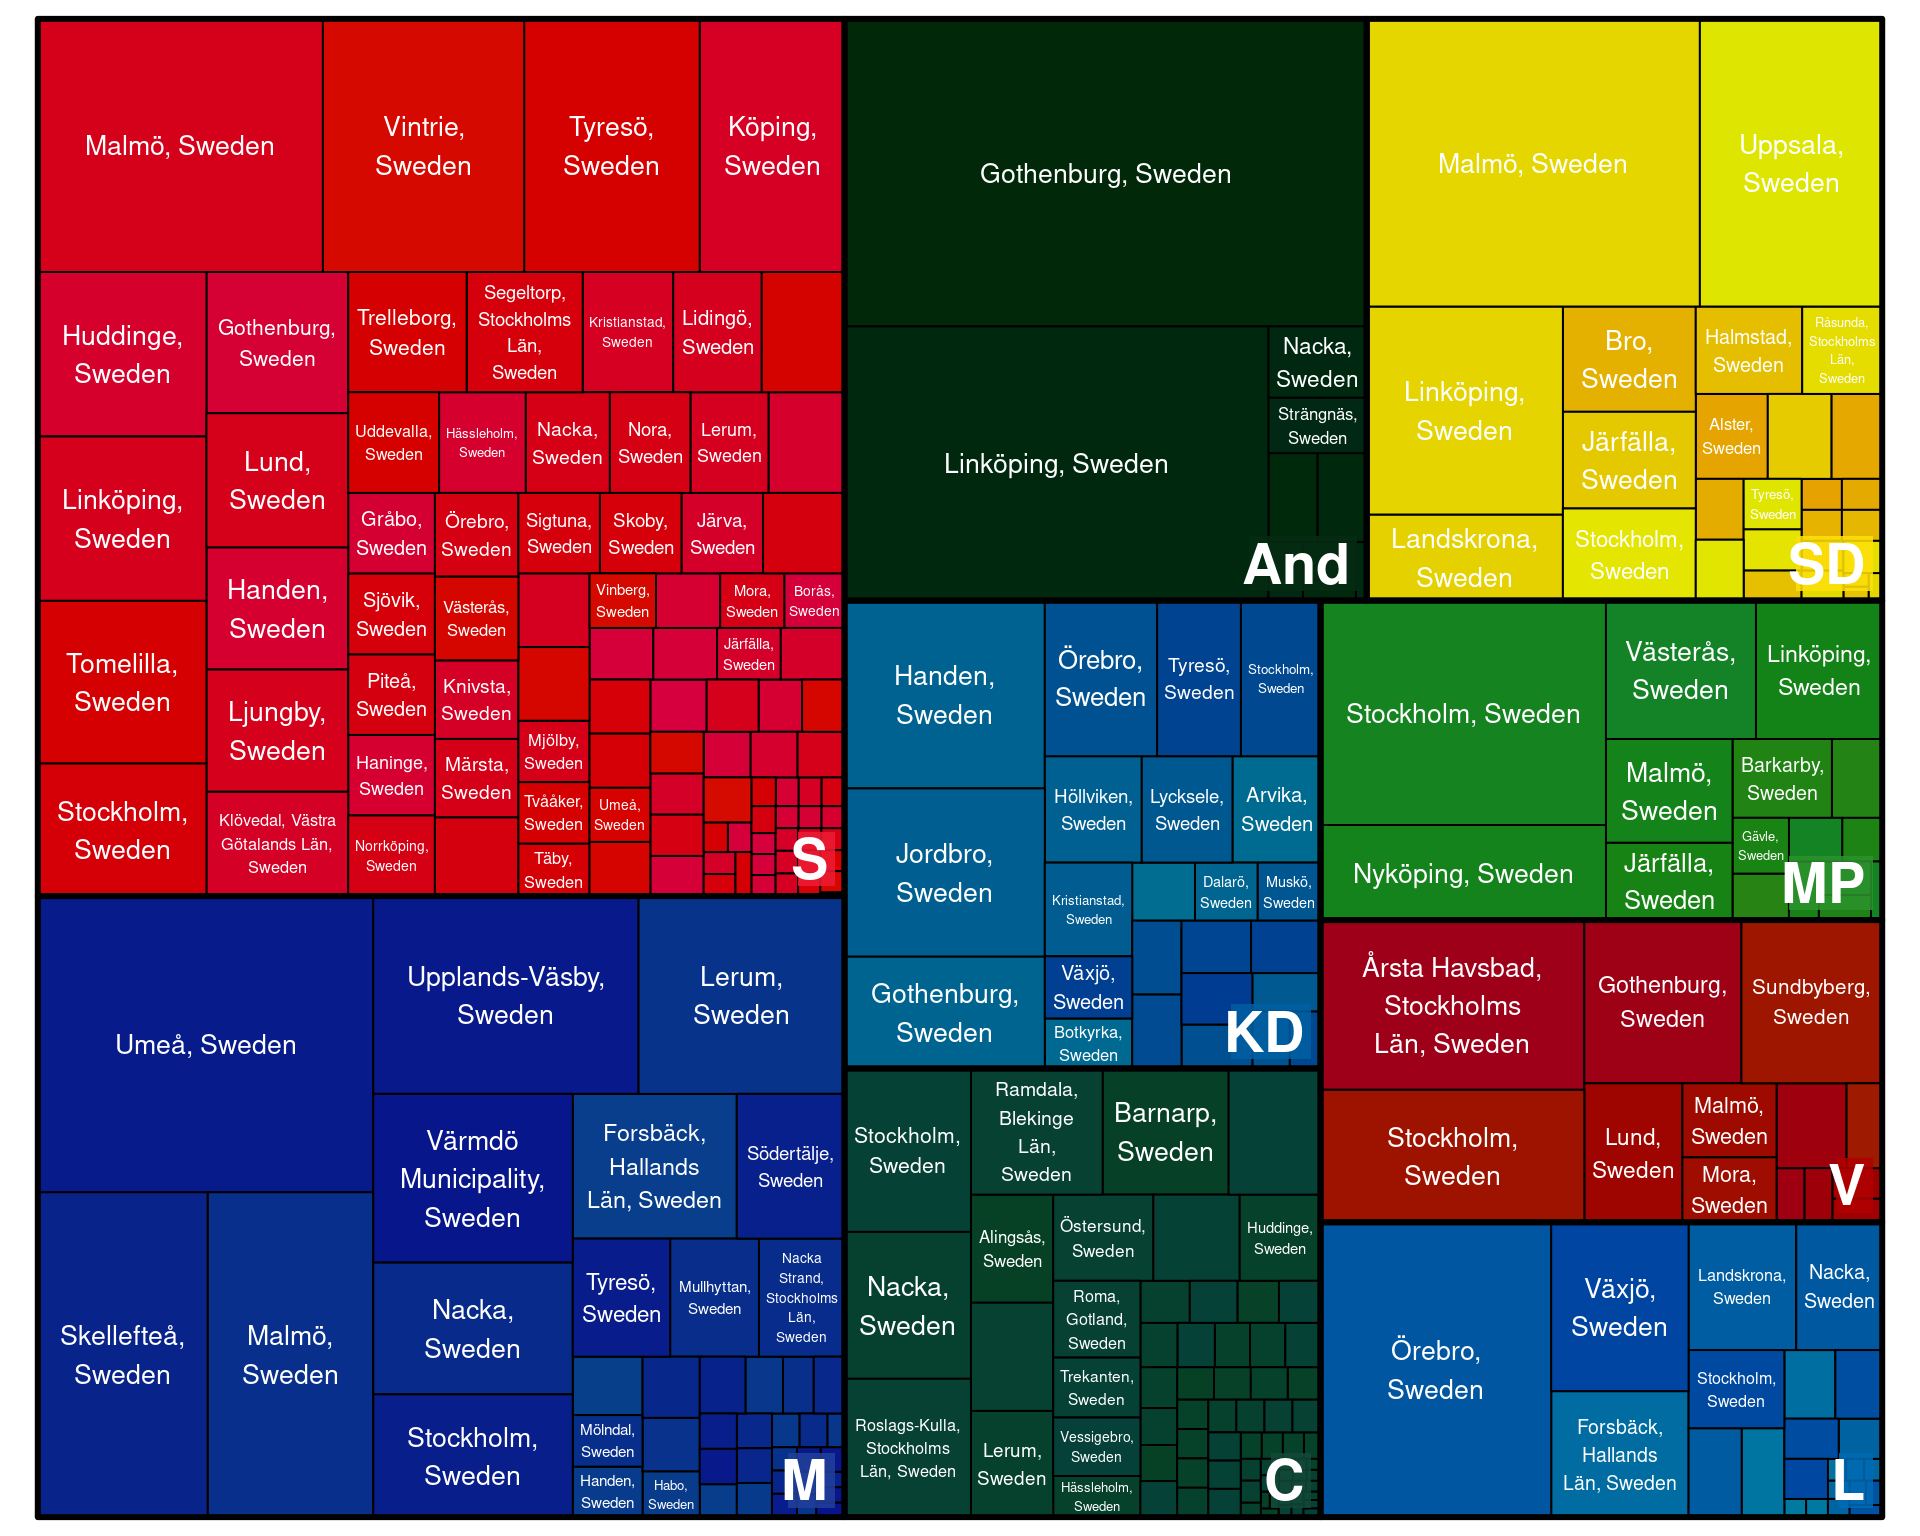 Malmö, Sweden
Vintrie,
Sweden
Tyresö,
Sweden
Köping,
Sweden
Huddinge,
Sweden
Gothenburg,
Sweden
Trelleborg,
Sweden
Segeltorp,
Stockholms
Län,
Sweden
Kristianstad,
Sweden
Lidingö,
Sweden
Linköping,
Sweden
Lund,
Sweden
Uddevalla,
Sweden
Hässleholm,
Sweden
Nacka,
Sweden
Nora,
Sweden
Lerum,
Sweden
Gråbo,
Sweden
Örebro,
Sweden
Sigtuna,
Sweden
Skoby,
Sweden
Järva,
Sweden
Handen,
Sweden
Sjövik,
Sweden
Västerås,
Sweden
Vinberg,
Sweden
Mora,
Sweden
Borås,
Sweden
Järfälla,
Sweden
Tomelilla,
Sweden
Ljungby,
Sweden
Piteå,
Sweden
Knivsta,
Sweden
Haninge,
Sweden
Märsta,
Sweden
Mjölby,
Sweden
Stockholm,
Sweden
Klövedal, Västra
Götalands Län,
Sweden
Norrköping,
Sweden
Tvååker,
Sweden
Umeå,
Sweden
Täby,
Sweden
S
Gothenburg, Sweden
Linköping, Sweden
Nacka,
Sweden
Strängnäs,
Sweden
And
Malmö, Sweden
Uppsala,
Sweden
Linköping,
Sweden
Bro,
Sweden
Halmstad,
Sweden
Råsunda,
Stockholms
Län,
Sweden
Järfälla,
Sweden
Alster,
Sweden
Landskrona,
Sweden
Stockholm,
Sweden
Tyresö,
Sweden
SD
Handen,
Sweden
Örebro,
Sweden
Tyresö,
Sweden
Stockholm,
Sweden
Jordbro,
Sweden
Höllviken,
Sweden
Lycksele,
Sweden
Arvika,
Sweden
Kristianstad,
Sweden
Dalarö,
Sweden
Muskö,
Sweden
Gothenburg,
Sweden
Växjö,
Sweden
Botkyrka,
Sweden
KD
Stockholm, Sweden
Västerås,
Sweden
Linköping,
Sweden
Malmö,
Sweden
Barkarby,
Sweden
Nyköping, Sweden
Järfälla,
Sweden
Gävle,
Sweden
MP
Umeå, Sweden
Upplands-Väsby,
Sweden
Lerum,
Sweden
Värmdö
Municipality,
Sweden
Forsbäck,
Hallands
Län, Sweden
Södertälje,
Sweden
Skellefteå,
Sweden
Malmö,
Sweden
Nacka,
Sweden
Tyresö,
Sweden
Mullhyttan,
Sweden
Nacka
Strand,
Stockholms
Län,
Sweden
Stockholm,
Sweden
Mölndal,
Sweden
Handen,
Sweden
Habo,
Sweden
M
Stockholm,
Sweden
Ramdala,
Blekinge
Län,
Sweden
Barnarp,
Sweden
Nacka,
Sweden
Alingsås,
Sweden
Östersund,
Sweden
Huddinge,
Sweden
Roma,
Gotland,
Sweden
Trekanten,
Sweden
Roslags-Kulla,
Stockholms
Län, Sweden
Lerum,
Sweden
Vessigebro,
Sweden
Hässleholm,
Sweden
C
Årsta Havsbad,
Stockholms
Län, Sweden
Gothenburg,
Sweden
Sundbyberg,
Sweden
Stockholm,
Sweden
Lund,
Sweden
Malmö,
Sweden
Mora,
Sweden
V
Örebro,
Sweden
Växjö,
Sweden
Landskrona,
Sweden
Nacka,
Sweden
Forsbäck,
Hallands
Län, Sweden
Stockholm,
Sweden
L